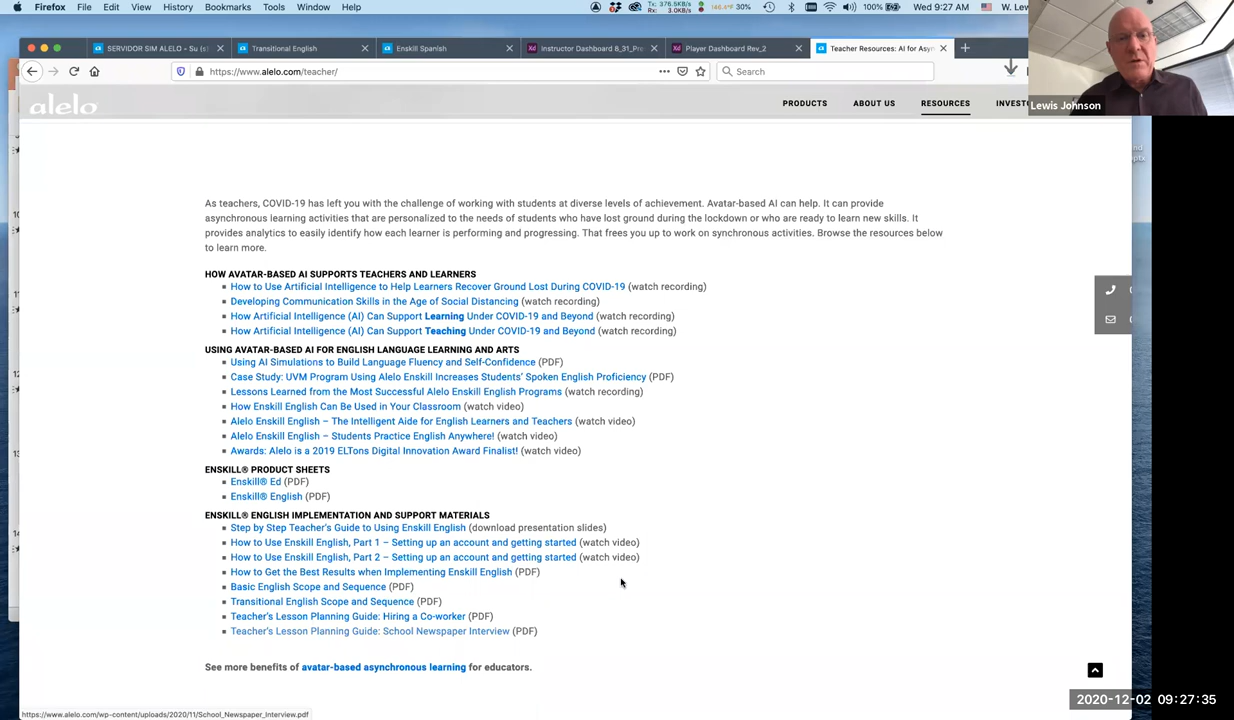 Firefox File Edit View History Bookmarks Tools Window Help
Tx: 376.5KB/s
Rx: 3.0KB/s
30%
100%
Wed 9:27 AM
W. Lew
SERVIDOR SIM ALELO - Su (s
Transitional English
Enskill Spanish
Instructor Dashboard 8_31_Pre
Player Dashboard Rev_2
Teacher Resources: AI for Asyn
https://www.alelo.com/teacher/
Search
Lewis Johnson
alelo
PRODUCTS ABOUT US RESOURCES INVEST
As teachers, COVID-19 has left you with the challenge of working with students at diverse levels of achievement. Avatar-based AI can help. It can provide
asynchronous learning activities that are personalized to the needs of students who have lost ground during the lockdown or who are ready to learn new skills. It
provides analytics to easily identify how each learner is performing and progressing. That frees you up to work on synchronous activities. Browse the resources below
to learn more.
HOW AVATAR-BASED AI SUPPORTS TEACHERS AND LEARNERS
How to Use Artificial Intelligence to Help Learners Recover Ground Lost During COVID-19 (watch recording)
Developing Communication Skills in the Age of Social Distancing (watch recording)
How Artificial Intelligence (AI) Can Support Learning Under COVID-19 and Beyond (watch recording)
How Artificial Intelligence (AI) Can Support Teaching Under COVID-19 and Beyond (watch recording)
USING AVATAR-BASED AI FOR ENGLISH LANGUAGE LEARNING AND ARTS
Using AI Simulations to Build Language Fluency and Self-Confidence (PDF)
Case Study: UVM Program Using Alelo Enskill Increases Students' Spoken English Proficiency (PDF)
Lessons Learned from the Most Successful Alelo Enskill English Programs (watch recording)
How Enskill English Can Be Used in Your Classroom (watch video)
Alelo Enskill English – The Intelligent Aide for English Learners and Teachers (watch video)
Alelo Enskill English – Students Practice English Anywhere! (watch video)
Awards: Alelo is a 2019 ELTons Digital Innovation Award Finalist! (watch video)
ENSKILL® PRODUCT SHEETS
Enskill® Ed (PDF)
Enskill® English (PDF)
ENSKILL® ENGLISH IMPLEMENTATION AND SUPPORT MATERIALS
Step by Step Teacher's Guide to Using Enskill English (download presentation slides)
How to Use Enskill English, Part 1 – Setting up an account and getting started (watch video)
How to Use Enskill English, Part 2 – Setting up an account and getting started (watch video)
How to Get the Best Results when Implementing Enskill English (PDF)
Basic English Scope and Sequence (PDF)
Transitional English Scope and Sequence (PDF)
Teacher's Lesson Planning Guide: Hiring a Co-worker (PDF)
Teacher's Lesson Planning Guide: School Newspaper Interview (PDF)
See more benefits of avatar-based asynchronous learning for educators.
https://www.alelo.com/wp-content/uploads/2020/11/School_Newspaper_Interview.pdf
2020-12-02 09:27:35